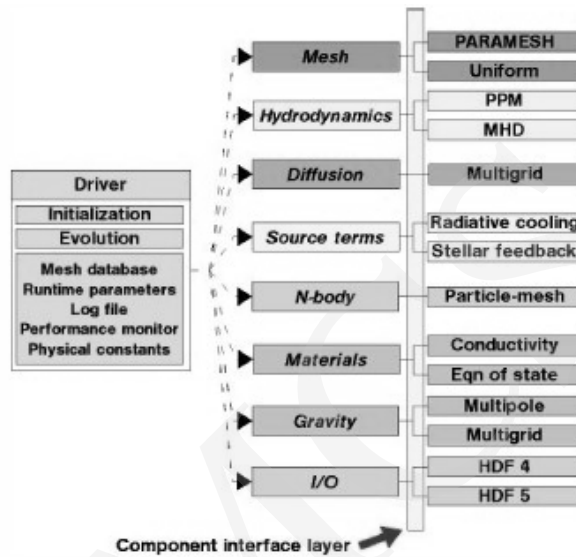 Driver
Initialization
Evolution
Mesh database
Runtime parameters
Log file
Performance monitor
Physical constants
Mesh
Hydrodynamics
Diffusion
Source terms
N-body
Materials
Gravity
I/O
PARAMESH
Uniform
PPM
MHD
Multigrid
Radiative cooling
Stellar feedback
Particle-mesh
Conductivity
Eqn of state
Multipole
Multigrid
HDF 4
HDF 5
Component interface layer